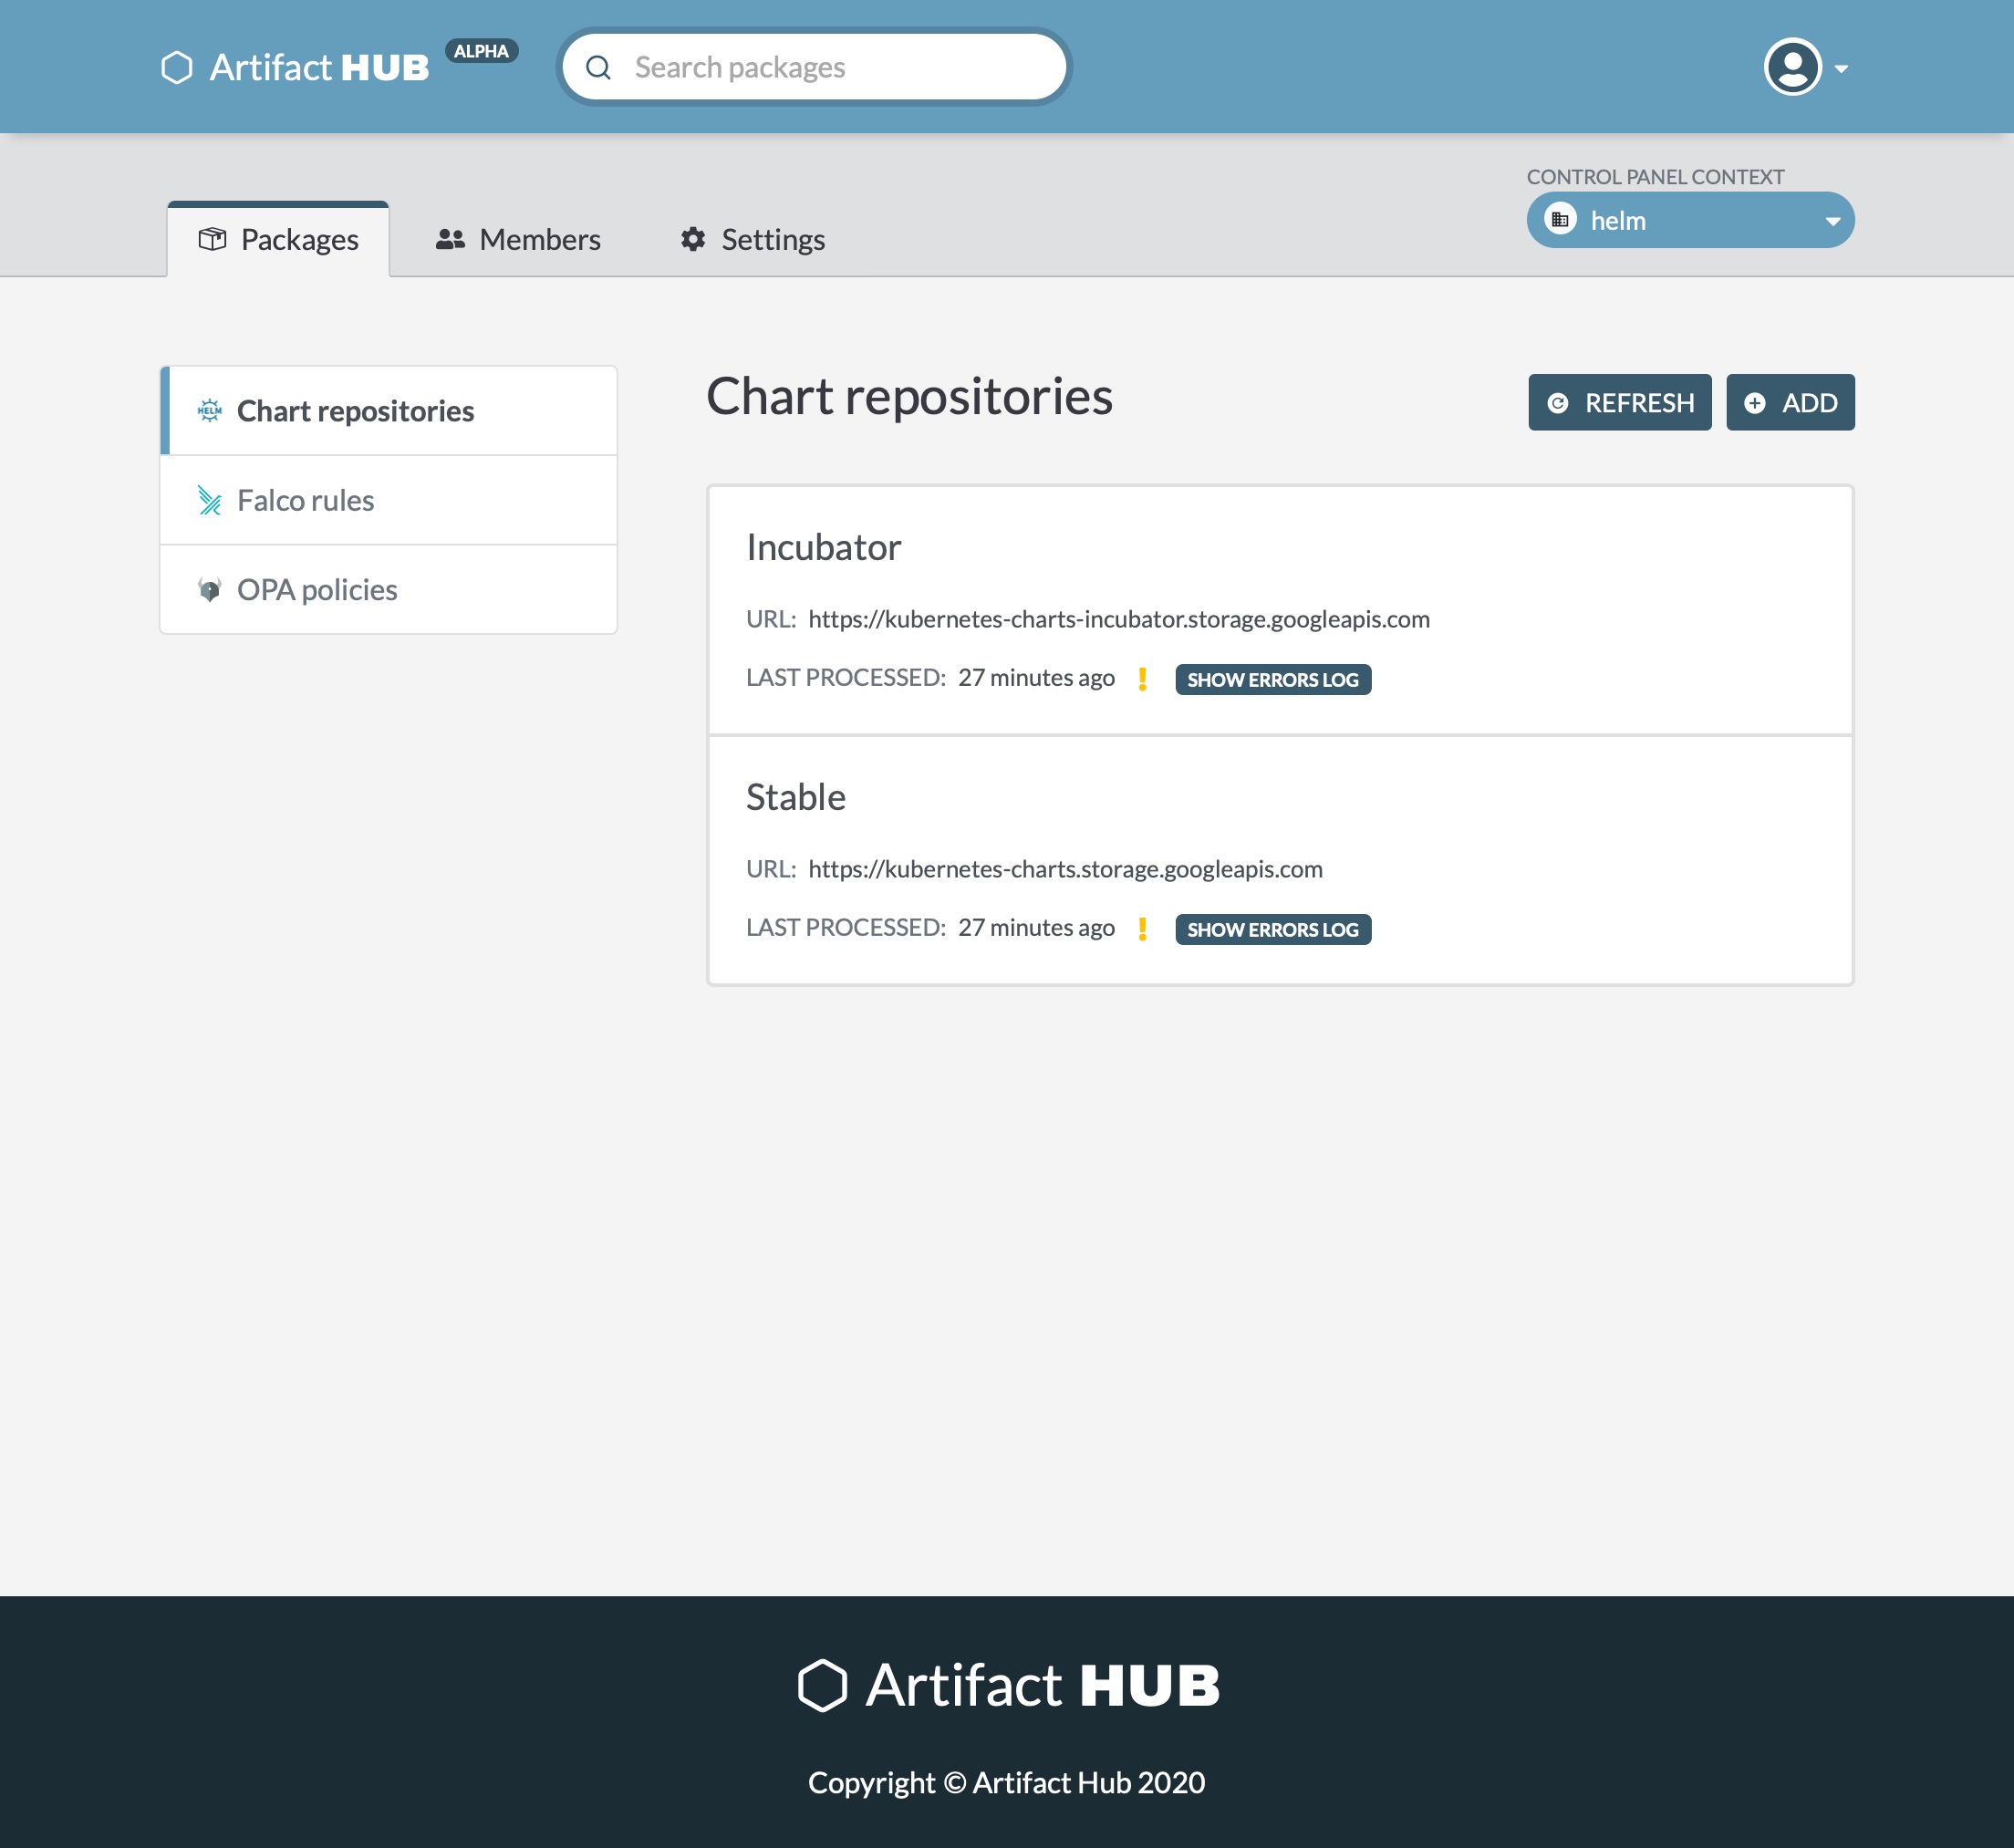 Artifact HUB ALPHA
Search packages
CONTROL PANEL CONTEXT
Packages
Members
Settings
helm
HELM
Chart repositories
Falco rules
OPA policies
Chart repositories
REFRESH
ADD
Incubator
URL: https://kubernetes-charts-incubator.storage.googleapis.com
LAST PROCESSED: 27 minutes ago ! SHOW ERRORS LOG
Stable
URL: https://kubernetes-charts.storage.googleapis.com
LAST PROCESSED: 27 minutes ago ! SHOW ERRORS LOG
Artifact HUB
Copyright © Artifact Hub 2020